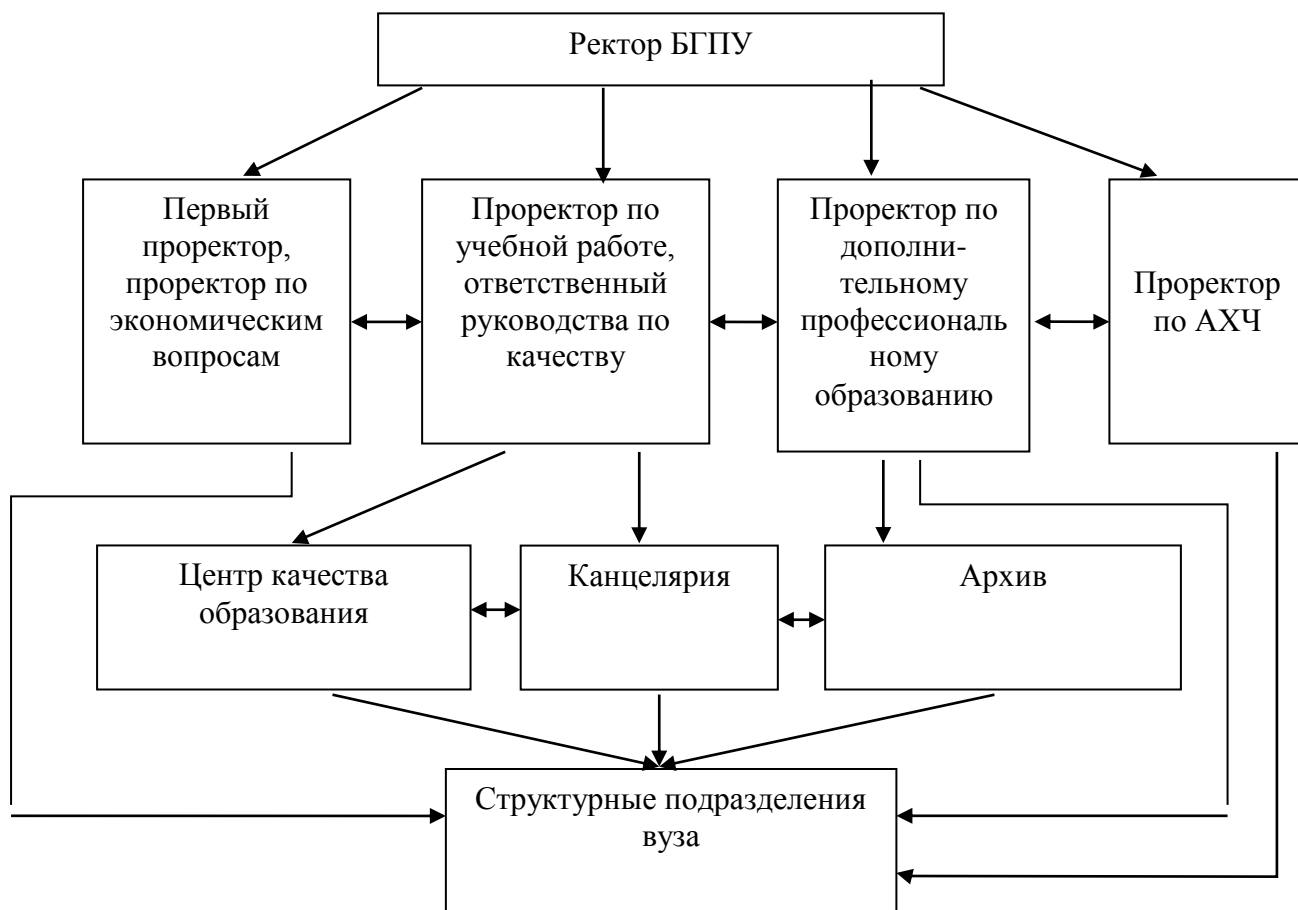 Ректор БГПУ
Первый
проректор,
проректор по
экономическим
вопросам
Проректор по
учебной работе,
ответственный
руководства по
качеству
Проректор по
дополни-
тельному
профессиональ
ному
образованию
Проректор
по АХЧ
Центр качества
образования
Канцелярия
Архив
Структурные подразделения
вуза